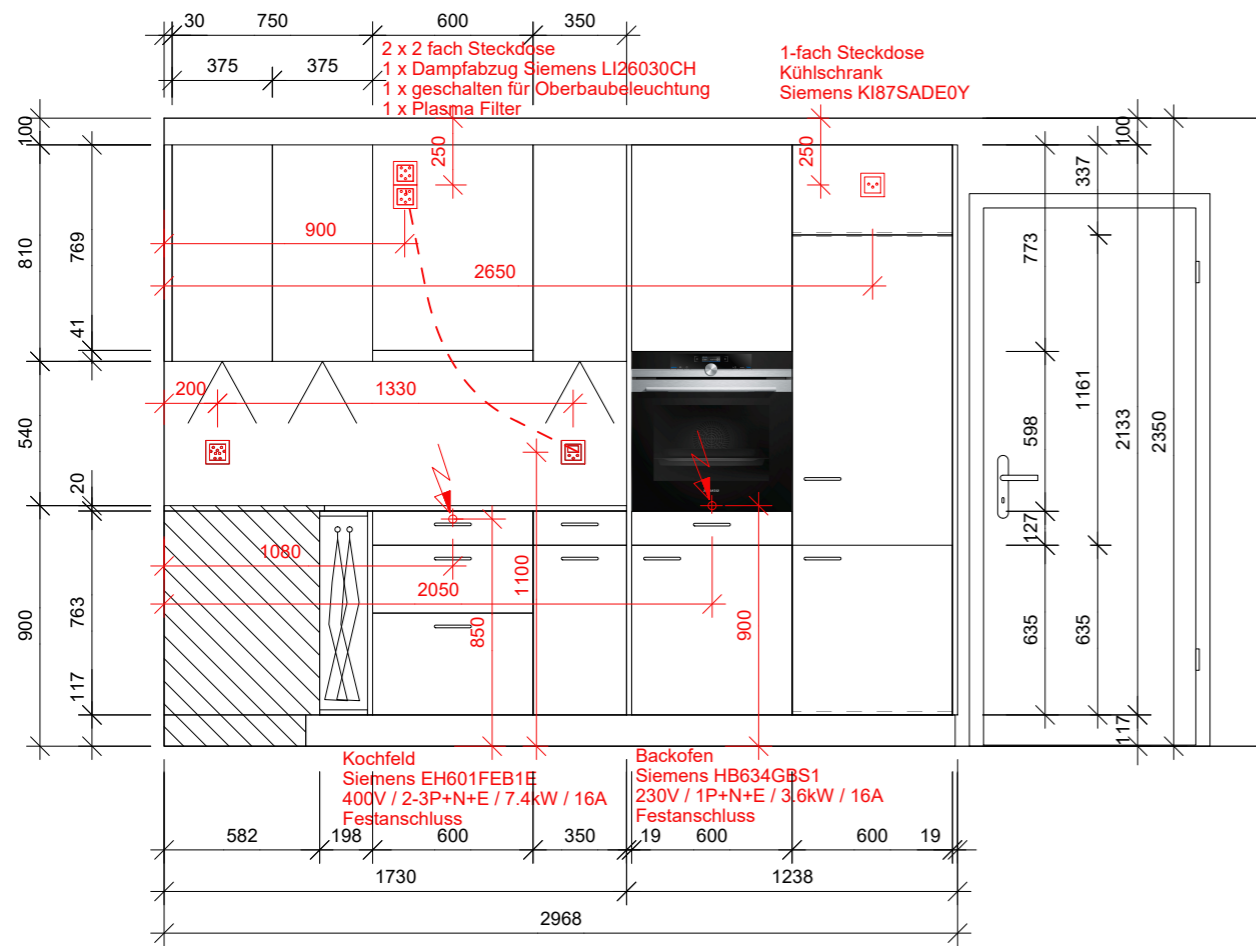 30 750 600 350
375 375
2 x 2 fach Steckdose
1 x Dampfabzug Siemens LI26030CH
1 x geschalten für Oberbaubeleuchtung
1 x Plasma Filter
1-fach Steckdose
Kühlschrank
Siemens KI87SADE0Y
100
250
250
100
337
900
810
769
773
2650
41
200
1330
540
20
598
1161
2133
2350
127
1080
2050
1100
850
900
900
763
635
635
117
117
Kochfeld
Siemens EH601FEB1E
400V / 2-3P+N+E / 7.4kW / 16A
Festanschluss
Backofen
Siemens HB634GBS1
230V / 1P+N+E / 3.6kW / 16A
Festanschluss
582 198 600 350 19 600 600 19
1730 1238
2968